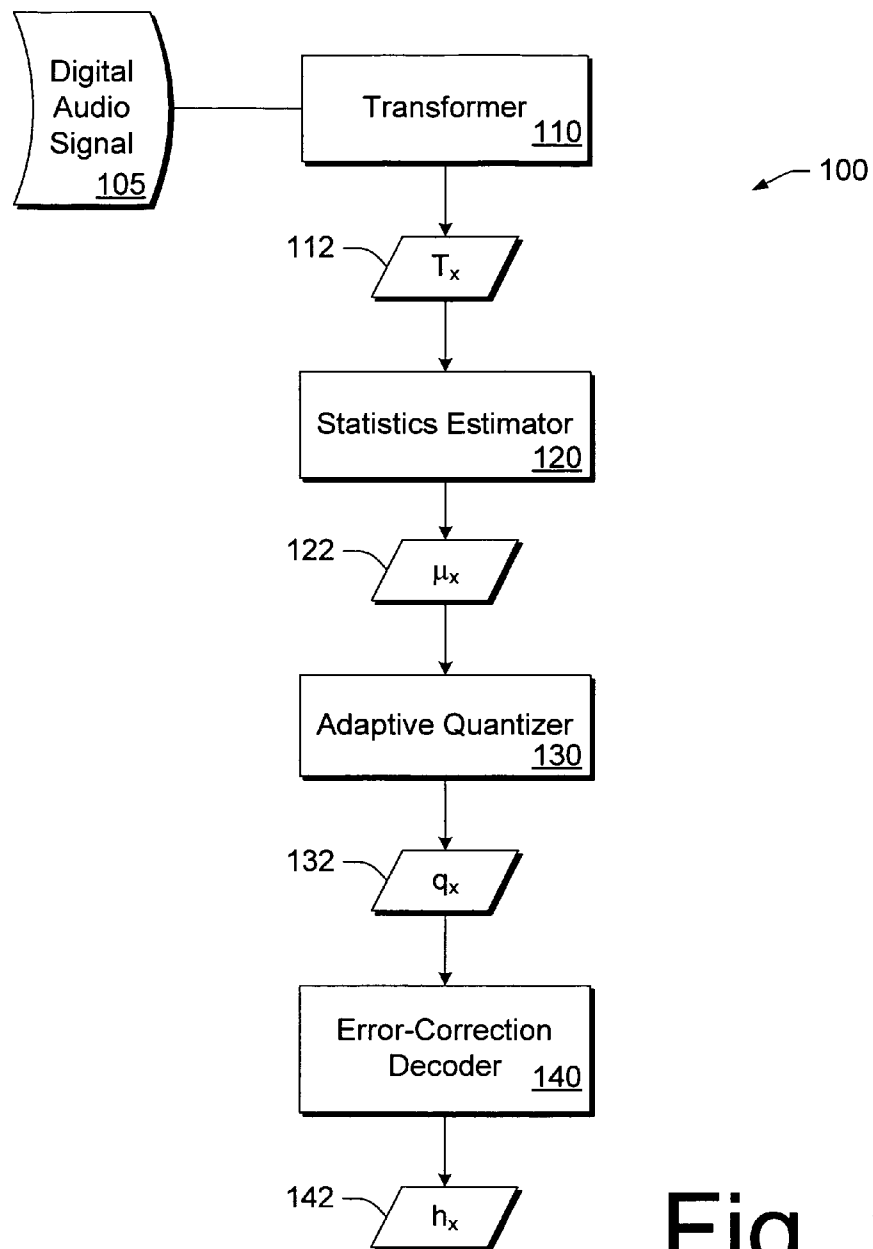 Digital
Audio
Signal
105
Transformer
110
100
112
Tx
Statistics Estimator
120
122
μx
Adaptive Quantizer
130
132
qx
Error-Correction
Decoder
140
142
hx
Fig